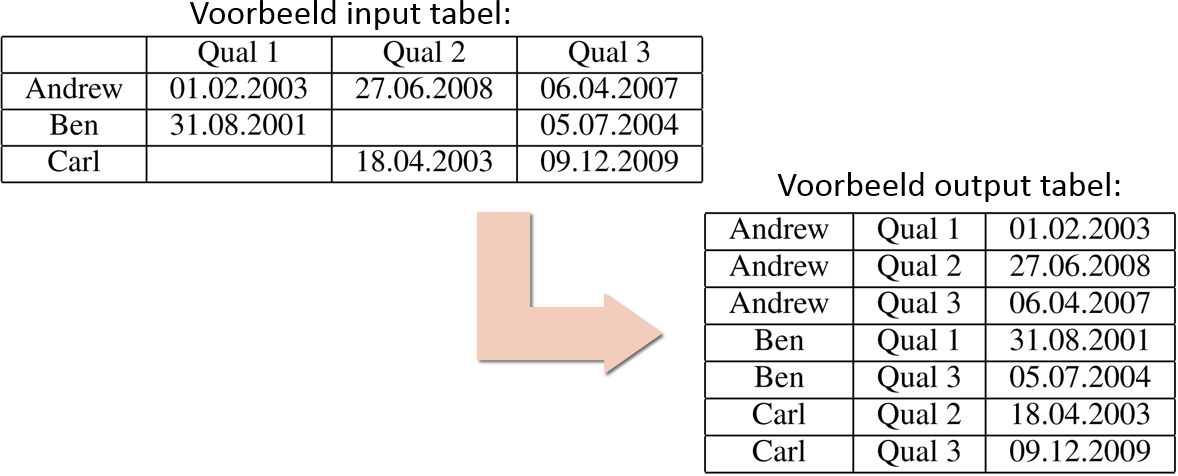 Voorbeeld input tabel:
Qual 1 Qual 2 Qual 3
Andrew 01.02.2003 27.06.2008 06.04.2007
Ben 31.08.2001 05.07.2004
Carl 18.04.2003 09.12.2009
Voorbeeld output tabel:
Andrew Qual 1 01.02.2003
Andrew Qual 2 27.06.2008
Andrew Qual 3 06.04.2007
Ben Qual 1 31.08.2001
Ben Qual 3 05.07.2004
Carl Qual 2 18.04.2003
Carl Qual 3 09.12.2009